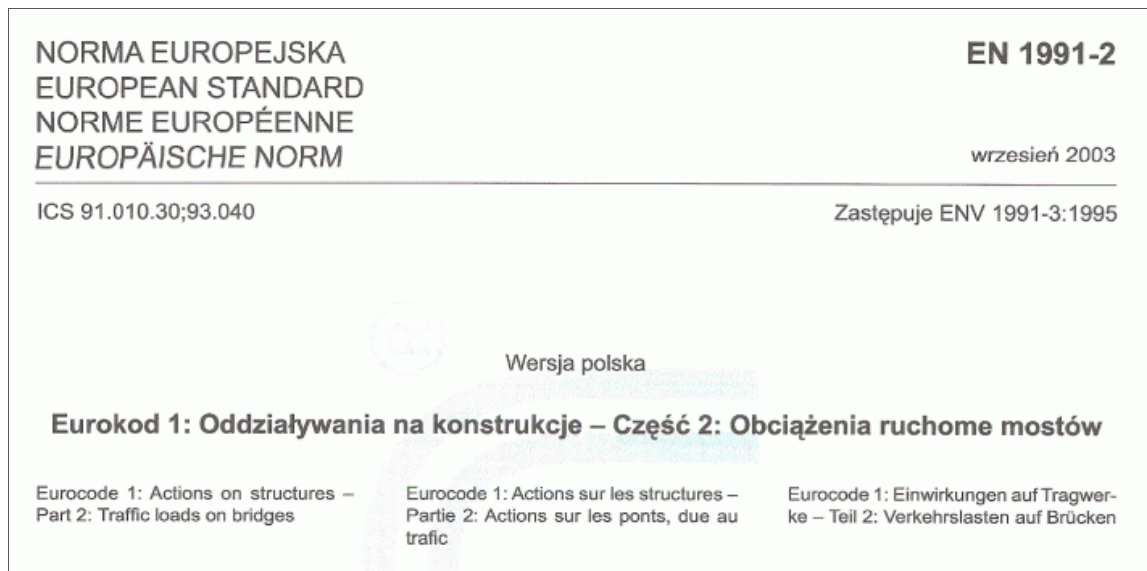 NORMA EUROPEJSKA
EUROPEAN STANDARD
NORME EUROPÉENNE
EUROPÄISCHE NORM
EN 1991-2
wrzesień 2003
ICS 91.010.30;93.040
Zastępuje ENV 1991-3:1995
Wersja polska
Eurokod 1: Oddziaływania na konstrukcje – Część 2: Obciążenia ruchome mostów
Eurocode 1: Actions on structures –
Part 2: Traffic loads on bridges
Eurocode 1: Actions sur les structures –
Partie 2: Actions sur les ponts, due au
trafic
Eurocode 1: Einwirkungen auf Tragwer-
ke – Teil 2: Verkehrslasten auf Brücken